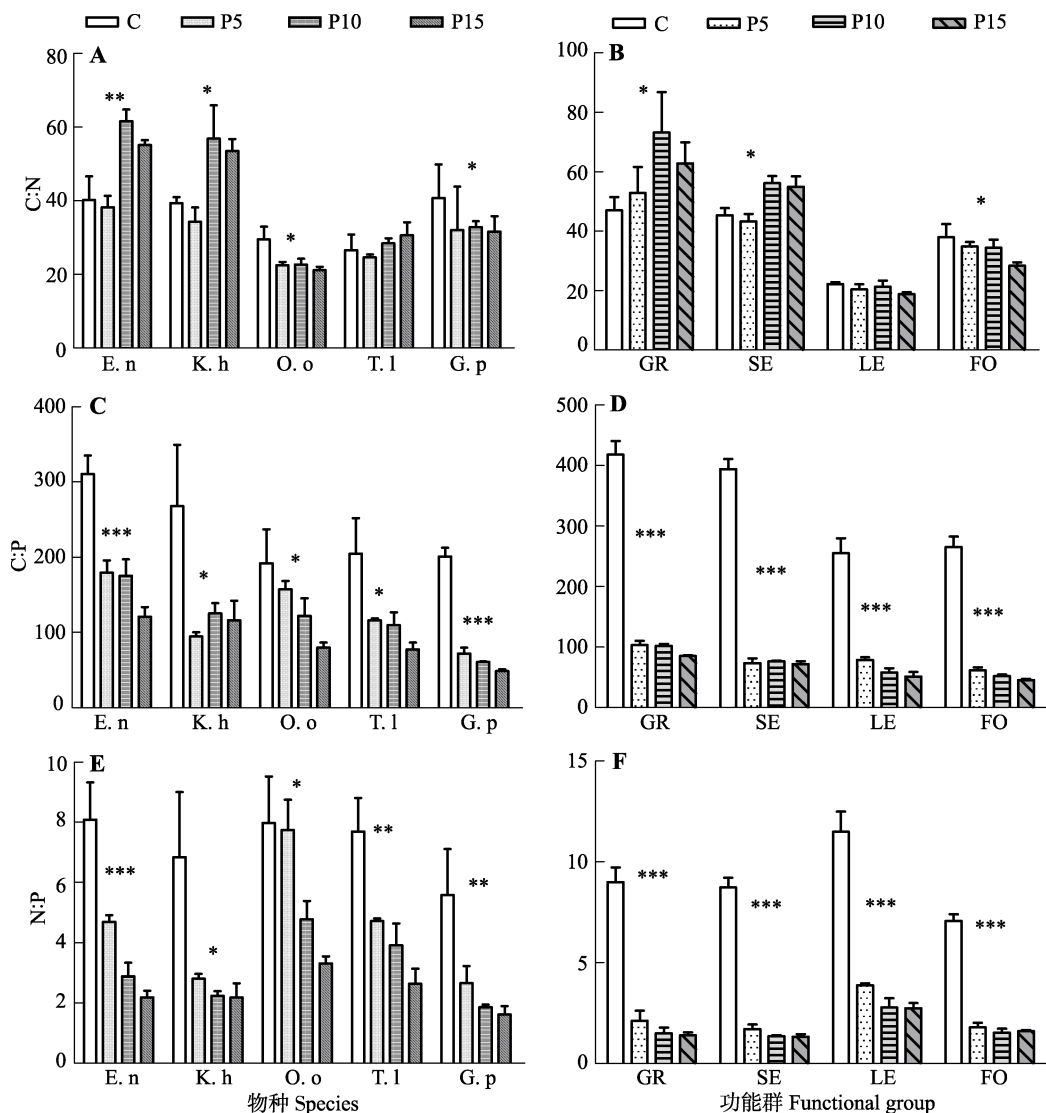 C P5 P10 P15
C P5 P10 P15
A
C:N
80
60
40
20
0
** * * *
E. n K. h O. o T. l G. p
B
100
80
60
40
20
0
* * *
GR SE LE FO
C
C:P
400
300
200
100
0
*** * * * ***
E. n K. h O. o T. l G. p
D
500
400
300
200
100
0
*** *** *** ***
GR SE LE FO
E
N:P
10
8
6
4
2
0
*** * * ** **
E. n K. h O. o T. l G. p
物种 Species
F
15
10
5
0
*** *** *** ***
GR SE LE FO
功能群 Functional group